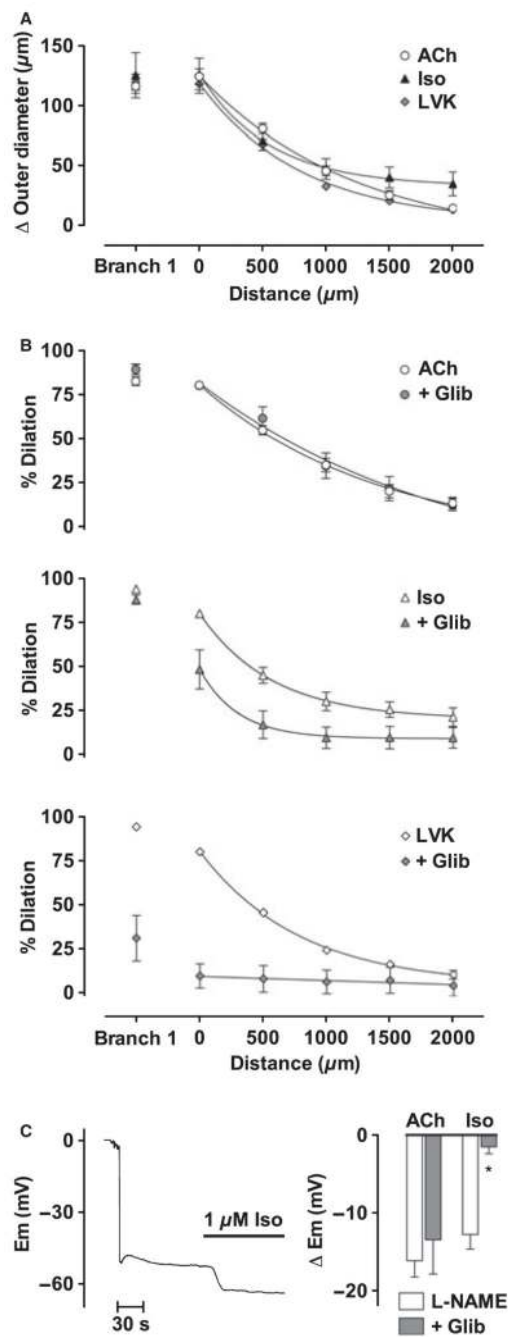 A
Δ Outer diameter (µm)
150
100
50
0
ACh
Iso
LVK
Branch 1 0 500 1000 1500 2000
Distance (µm)
B
% Dilation
100
75
50
25
0
ACh
+ Glib
% Dilation
100
75
50
25
0
Iso
+ Glib
% Dilation
100
75
50
25
0
LVK
+ Glib
Branch 1 0 500 1000 1500 2000
Distance (µm)
C
Em (mV)
0
−30
−60
1 µM Iso
30 s
ACh Iso
Δ Em (mV)
0
−10
−20
*
L-NAME
+ Glib